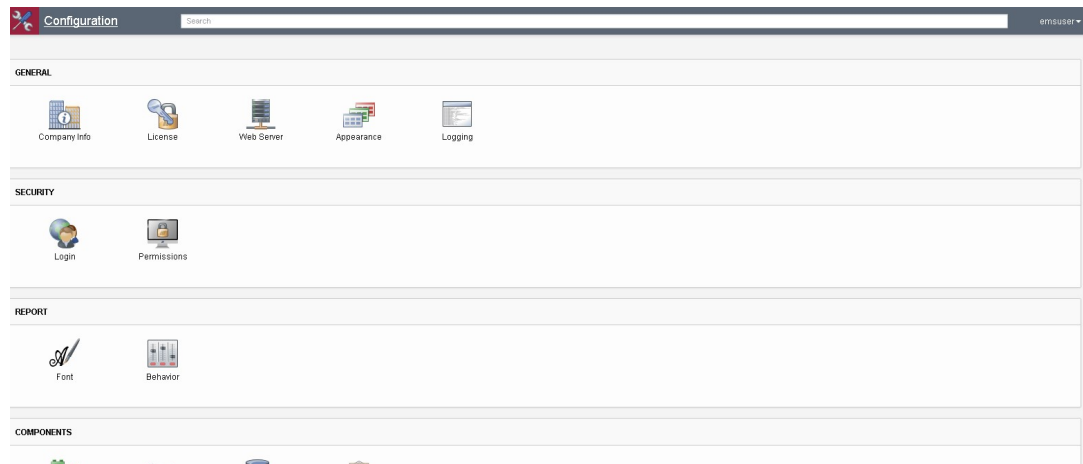 Configuration Search emsuser
GENERAL
Company Info License Web Server Appearance Logging
SECURITY
Login Permissions
REPORT
Font Behavior
COMPONENTS